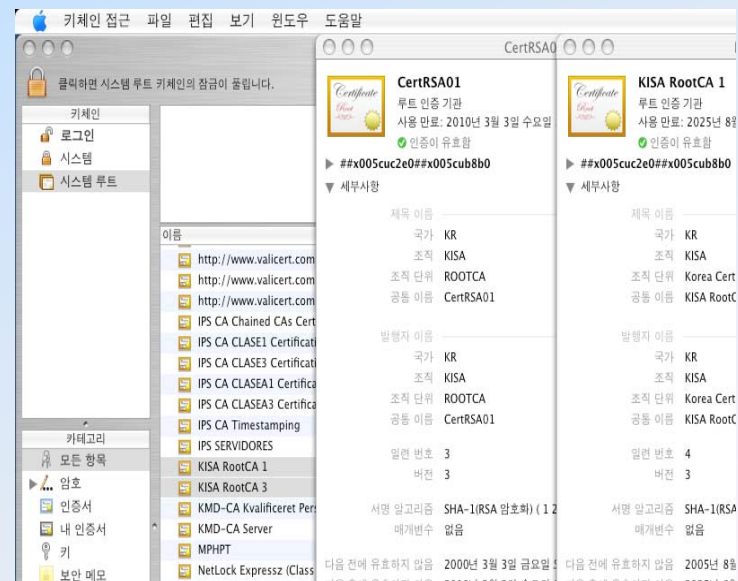 키체인 접근 파일 편집 보기 윈도우 도움말
클릭하면 시스템 루트 키체인의 잠금이 풀립니다.
키체인
로그인
시스템
시스템 루트
이름
http://www.valicert.com
http://www.valicert.com
http://www.valicert.com
IPS CA Chained CAs Cert
IPS CA CLASE1 Certificati
IPS CA CLASE3 Certificat
IPS CA CLASEA1 Certifica
IPS CA CLASEA3 Certifica
IPS CA Timestamping
IPS SERVIDORES
KISA RootCA 1
KISA RootCA 3
KMD-CA Kvalificeret Pers
KMD-CA Server
MPHPT
NetLock Expressz (Class
카테고리
모든 항목
암호
인증서
내 인증서
키
보안 메모
CertRSA0
Certificate
Root
CertRSA01
루트 인증 기관
사용 만료: 2010년 3월 3일 수요일
인증이 유효함
##x005cuc2e0##x005cub8b0
세부사항
제목 이름
국가 KR
조직 KISA
조직 단위 ROOTCA
공통 이름 CertRSA01
발행자 이름
국가 KR
조직 KISA
조직 단위 ROOTCA
공통 이름 CertRSA01
일련 번호 3
버전 3
서명 알고리즘 SHA-1(RSA 암호화) ( 1 2
매개변수 없음
다음 전에 유효하지 않음 2000년 3월 3일 금요일
Certificate
Root
KISA RootCA 1
루트 인증 기관
사용 만료: 2025년 8월
인증이 유효함
##x005cuc2e0##x005cub8b0
세부사항
제목 이름
국가 KR
조직 KISA
조직 단위 Korea Cert
공통 이름 KISA RootC
발행자 이름
국가 KR
조직 KISA
조직 단위 Korea Cert
공통 이름 KISA RootC
일련 번호 4
버전 3
서명 알고리즘 SHA-1(RSA
매개변수 없음
다음 전에 유효하지 않음 2005년 8월